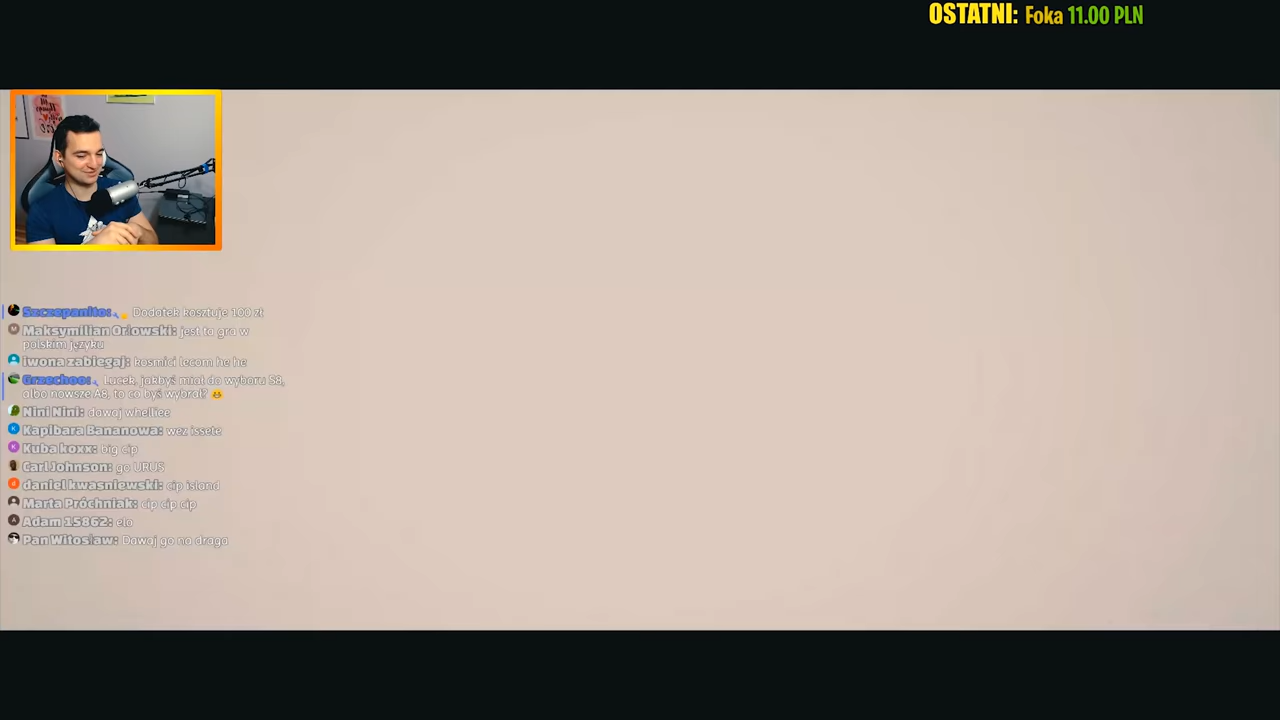 OSTATNI: Foka 11.00 PLN
Szczepanito: Dodatek kosztuje 100 zł
Maksymilian Orłowski: jest ta gra w
polskim języku
iwona zabiegaj: kosmici lecom he he
Grzechoo: Lucek, jakbyś miał do wyboru S8,
albo nowsze A8, to co byś wybrał?
Nini Nini: dawaj whelliee
Kapibara Bananowa: wez issete
Kuba koxx: big cip
Carl Johnson: go URUS
daniel kwasniewski: cip island
Marta Próchniak: cip cip cip
Adam 15862: elo
Pan Witosław: Dawaj go na draga